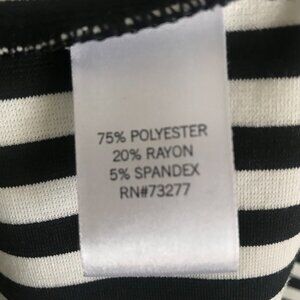 75% POLYESTER
20% RAYON
5% SPANDEX
RN#73277